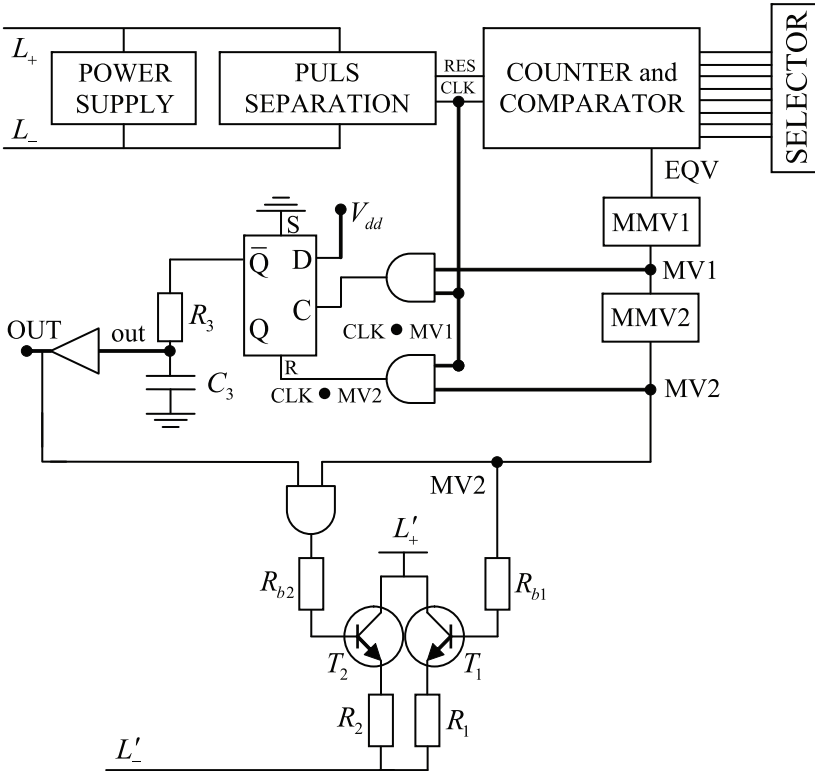 L+
POWER
SUPPLY
L−
PULS
SEPARATION
RES
CLK
COUNTER and
COMPARATOR
SELECTOR
EQV
MMV1
MV1
MMV2
MV2
S
Vdd
Q̅
D
C
Q
R
CLK ● MV1
CLK ● MV2
R3
OUT
out
C3
MV2
L′+
Rb2
Rb1
T2
T1
R2
R1
L′−